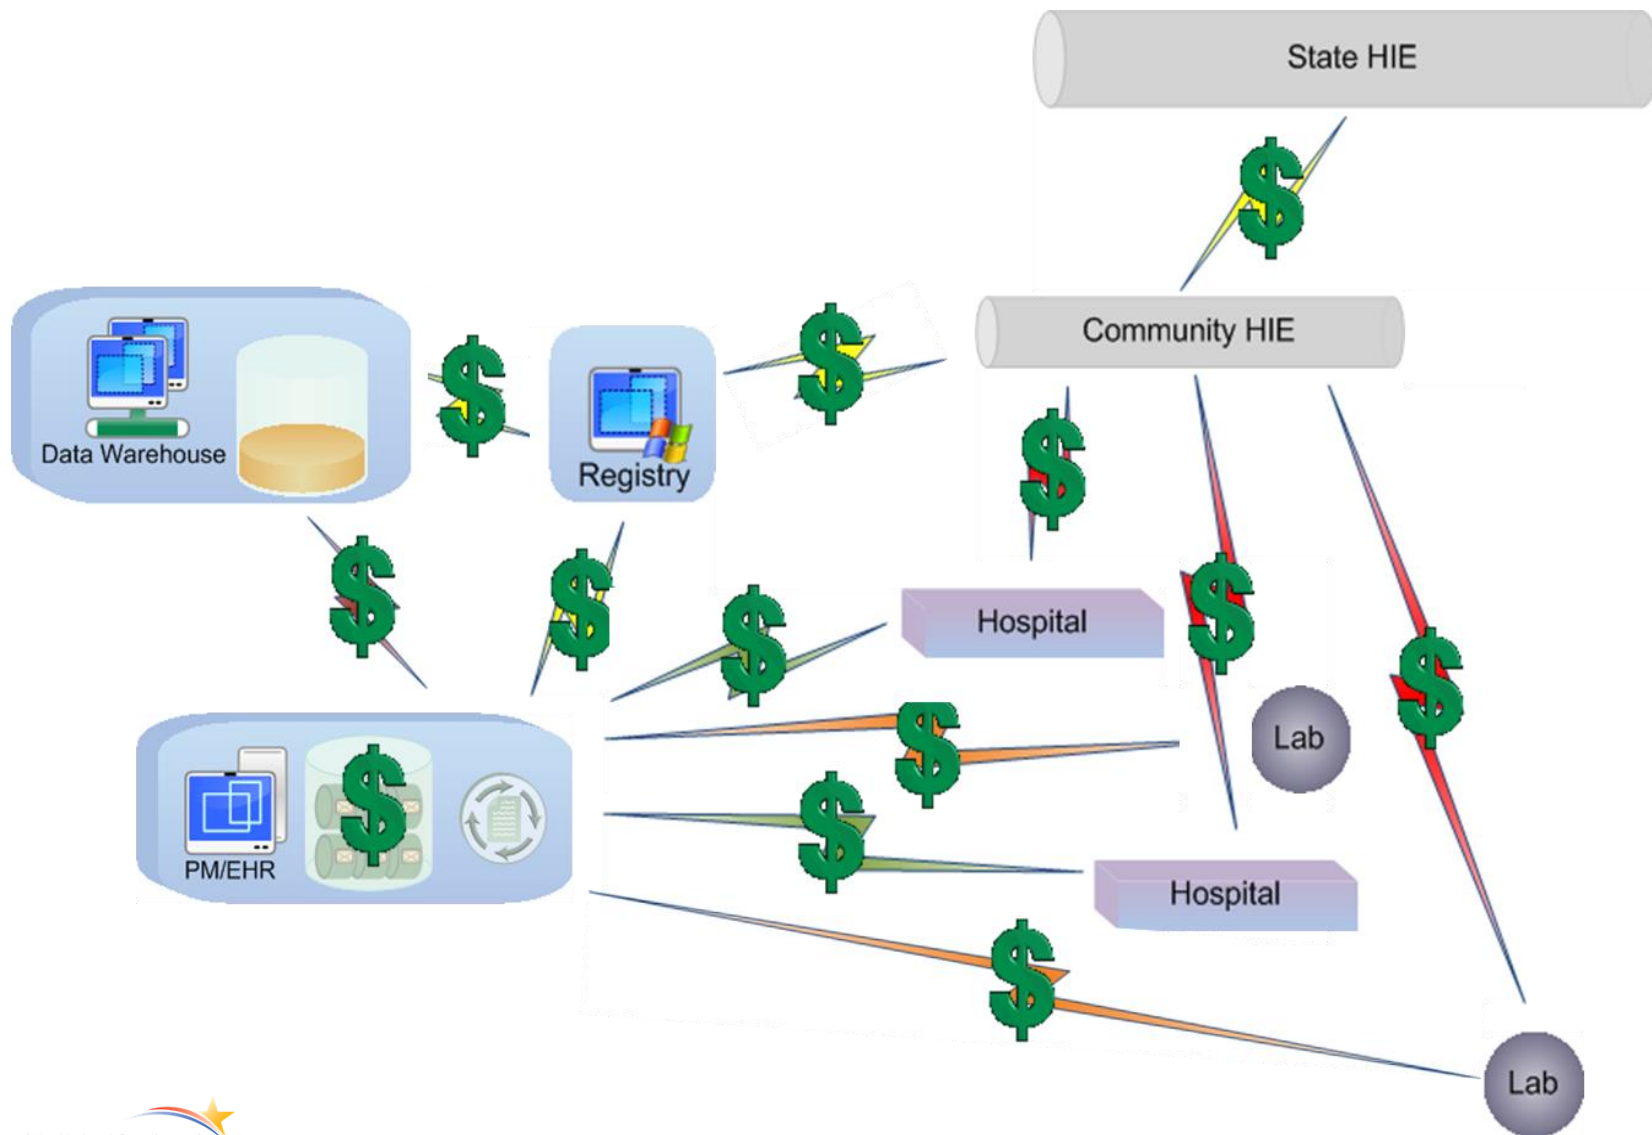 State HIE
Community HIE
Data Warehouse
Registry
Hospital
Lab
PM/EHR
Hospital
Lab